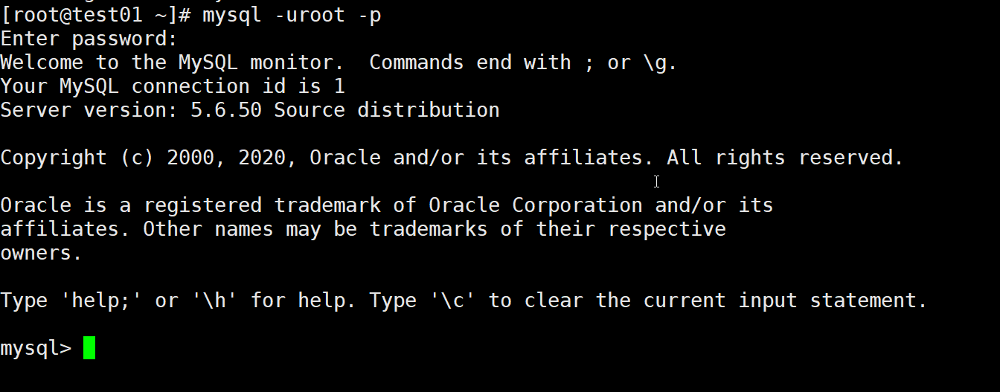 [root@test01 ~]# mysql -uroot -p
Enter password:
Welcome to the MySQL monitor.  Commands end with ; or \g.
Your MySQL connection id is 1
Server version: 5.6.50 Source distribution
Copyright (c) 2000, 2020, Oracle and/or its affiliates. All rights reserved.
Oracle is a registered trademark of Oracle Corporation and/or its
affiliates. Other names may be trademarks of their respective
owners.
Type 'help;' or '\h' for help. Type '\c' to clear the current input statement.
mysql>